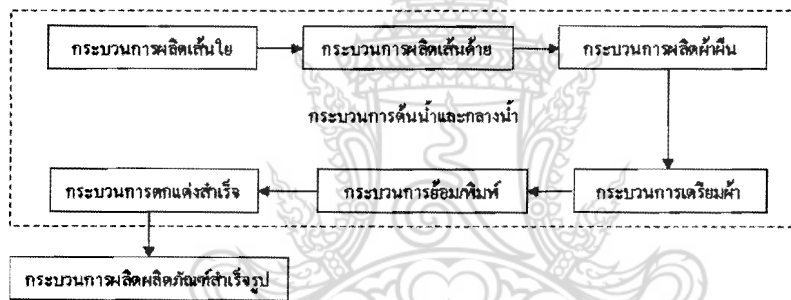 กระบวนการผลิตเส้นใย
กระบวนการผลิตเส้นด้าย
กระบวนการผลิตผ้าผืน
กระบวนการต้นน้ำและกลางน้ำ
กระบวนการตกแต่งสำเร็จ
กระบวนการย้อม/พิมพ์
กระบวนการเตรียมผ้า
กระบวนการผลิตผลิตภัณฑ์สำเร็จรูป